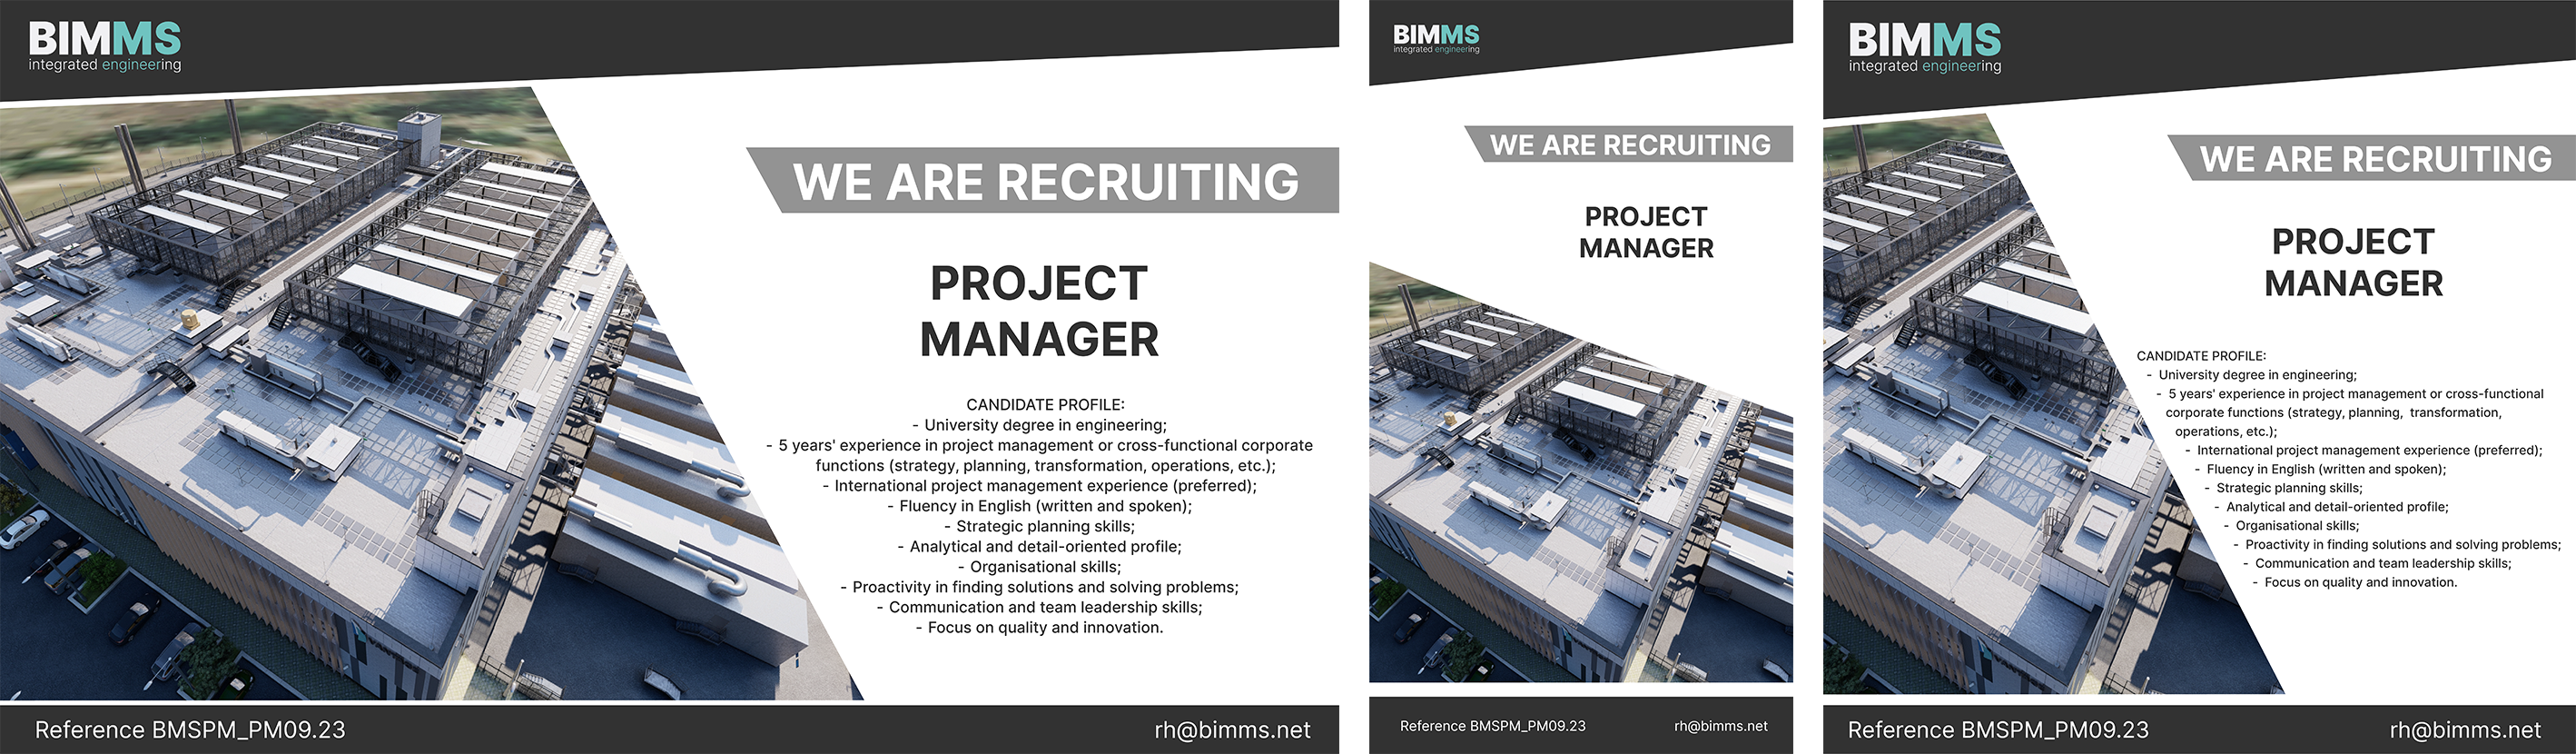 BIMMS
integrated engineering
WE ARE RECRUITING
PROJECT
MANAGER
CANDIDATE PROFILE:
- University degree in engineering;
- 5 years' experience in project management or cross-functional corporate
functions (strategy, planning, transformation, operations, etc.);
- International project management experience (preferred);
- Fluency in English (written and spoken);
- Strategic planning skills;
- Analytical and detail-oriented profile;
- Organisational skills;
- Proactivity in finding solutions and solving problems;
- Communication and team leadership skills;
- Focus on quality and innovation.
Reference BMSPM_PM09.23
rh@bimms.net
BIMMS
integrated engineering
WE ARE RECRUITING
PROJECT
MANAGER
Reference BMSPM_PM09.23
rh@bimms.net
BIMMS
integrated engineering
WE ARE RECRUITING
PROJECT
MANAGER
CANDIDATE PROFILE:
- University degree in engineering;
- 5 years' experience in project management or cross-functional
corporate functions (strategy, planning, transformation,
operations, etc.);
- International project management experience (preferred);
- Fluency in English (written and spoken);
- Strategic planning skills;
- Analytical and detail-oriented profile;
- Organisational skills;
- Proactivity in finding solutions and solving problems;
- Communication and team leadership skills;
- Focus on quality and innovation.
Reference BMSPM_PM09.23
rh@bimms.net